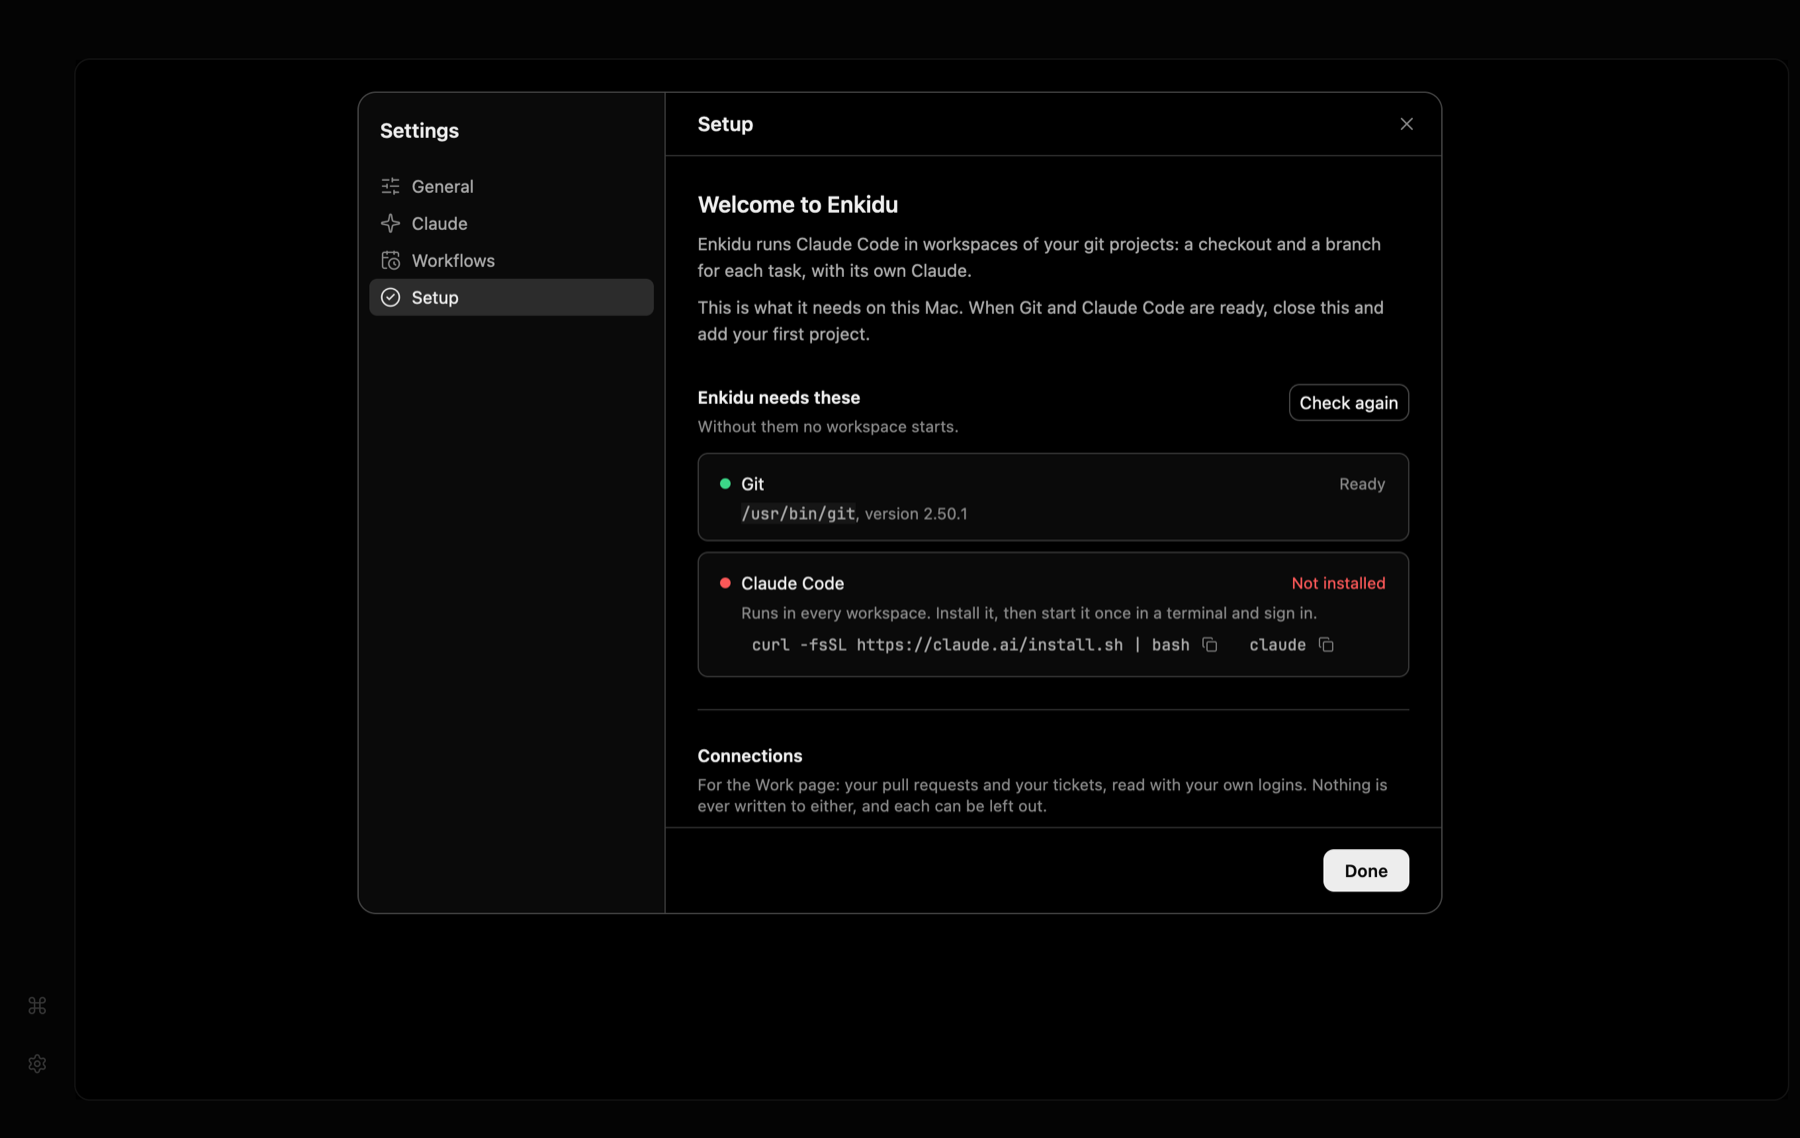 Settings
General
Claude
Workflows
Setup
Setup
Welcome to Enkidu
Enkidu runs Claude Code in workspaces of your git projects: a checkout and a branch
for each task, with its own Claude.
This is what it needs on this Mac. When Git and Claude Code are ready, close this and
add your first project.
Enkidu needs these
Check again
Without them no workspace starts.
Git
Ready
/usr/bin/git, version 2.50.1
Claude Code
Not installed
Runs in every workspace. Install it, then start it once in a terminal and sign in.
curl -fsSL https://claude.ai/install.sh | bash claude
Connections
For the Work page: your pull requests and your tickets, read with your own logins. Nothing is
ever written to either, and each can be left out.
Done